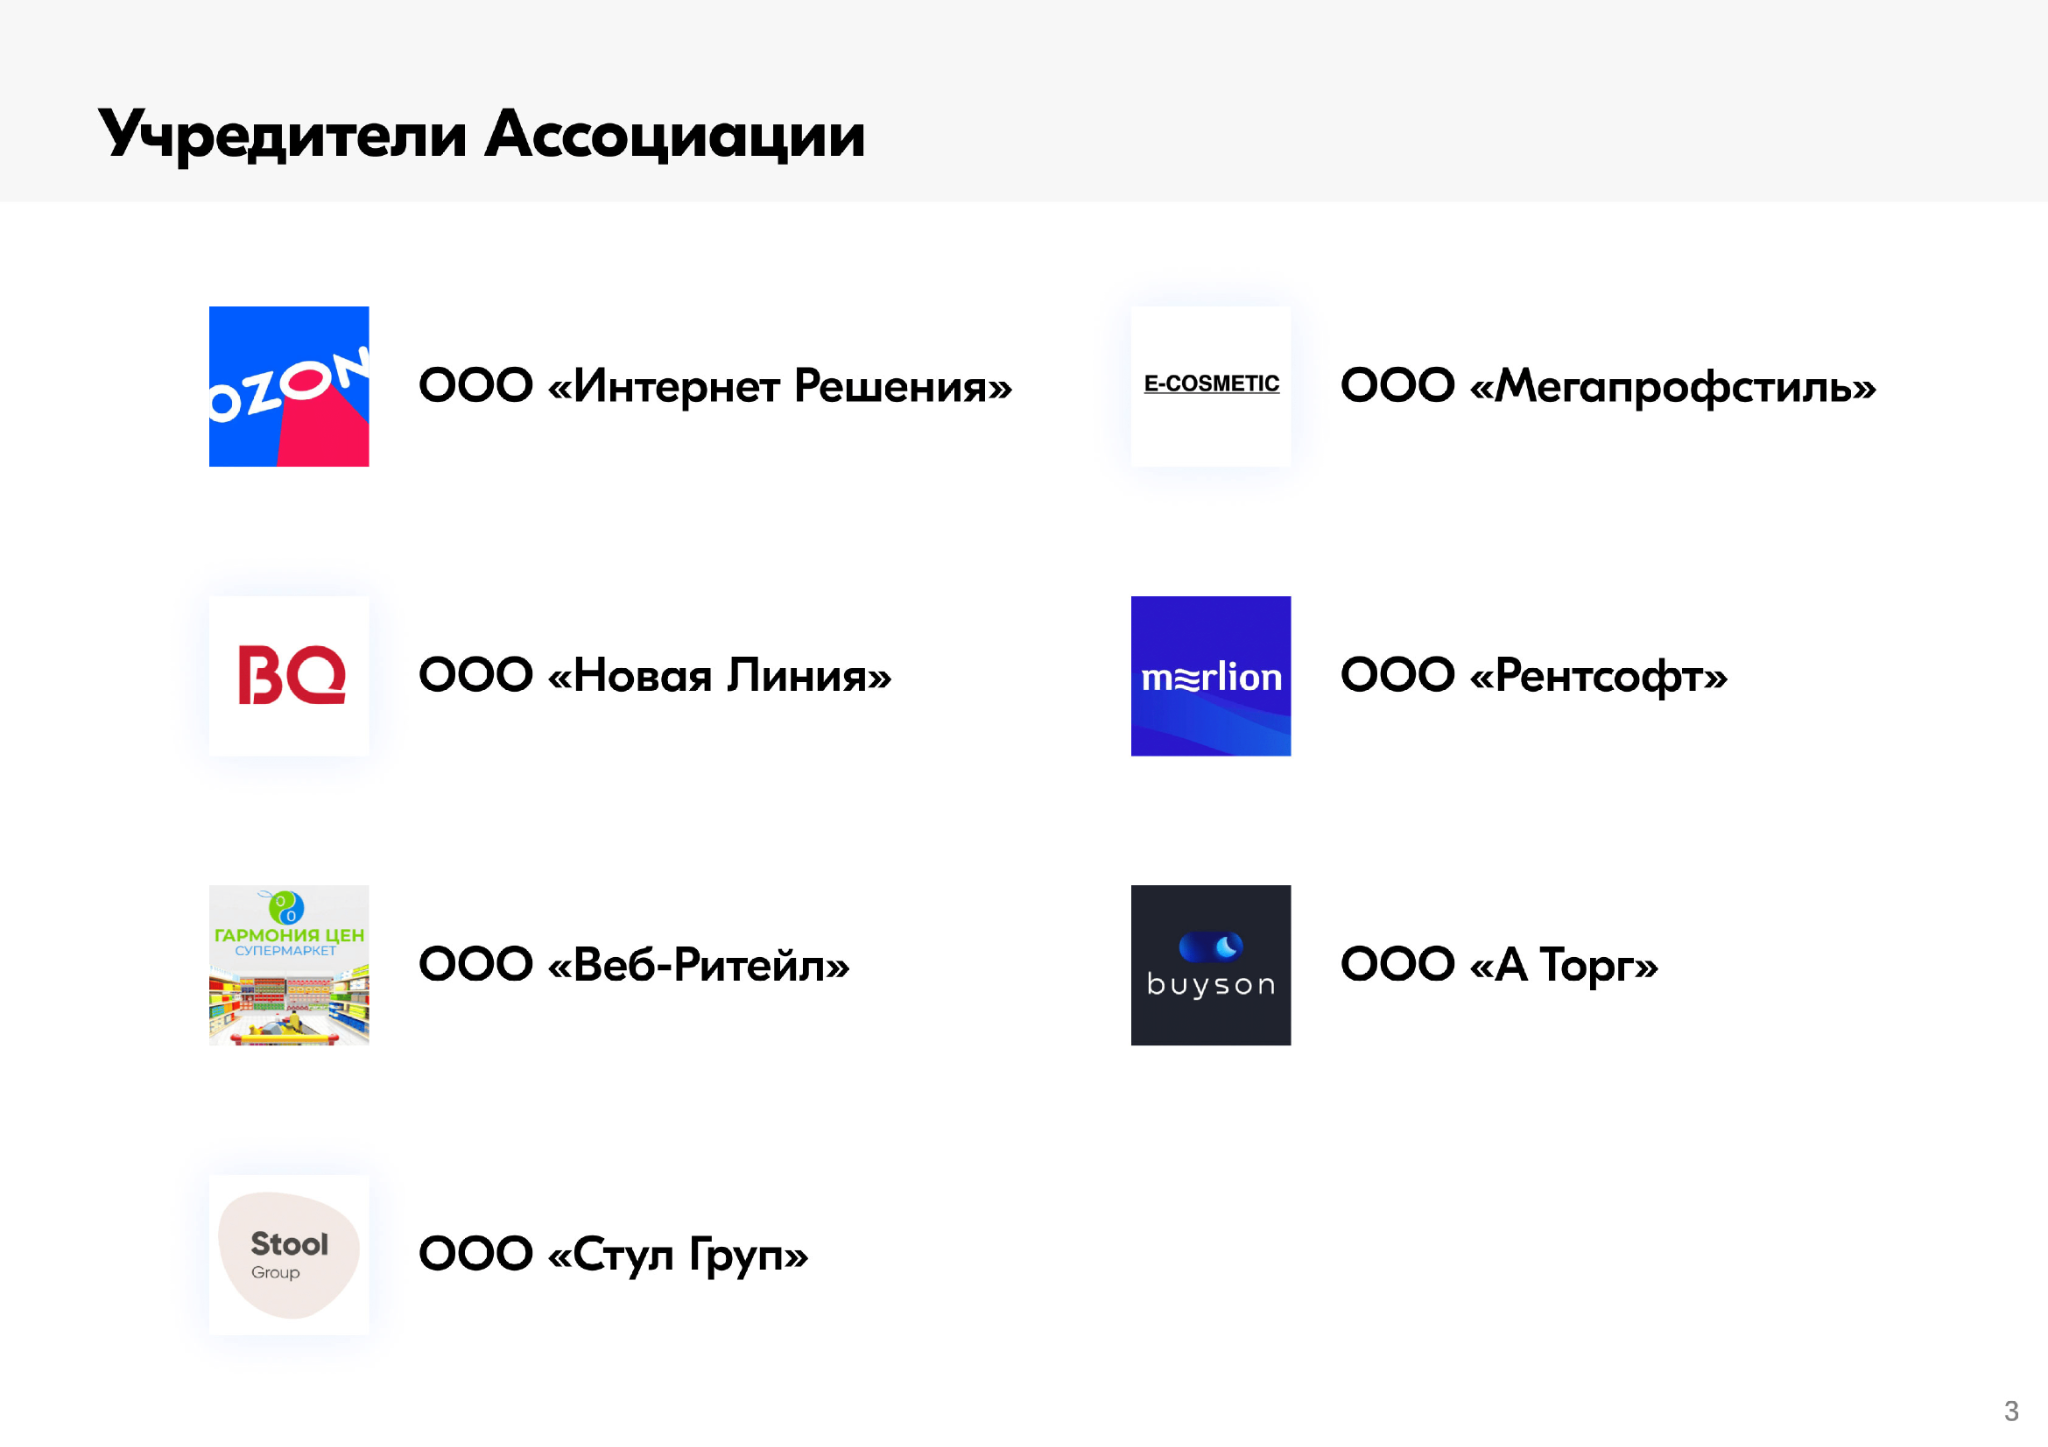 Учредители Ассоциации
OZON
ООО «Интернет Решения»
E-COSMETIC
ООО «Мегапрофстиль»
BQ
ООО «Новая Линия»
merlion
ООО «Рентсофт»
ГАРМОНИЯ ЦЕН
СУПЕРМАРКЕТ
ООО «Веб-Ритейл»
buyson
ООО «А Торг»
Stool
Group
ООО «Стул Груп»
3